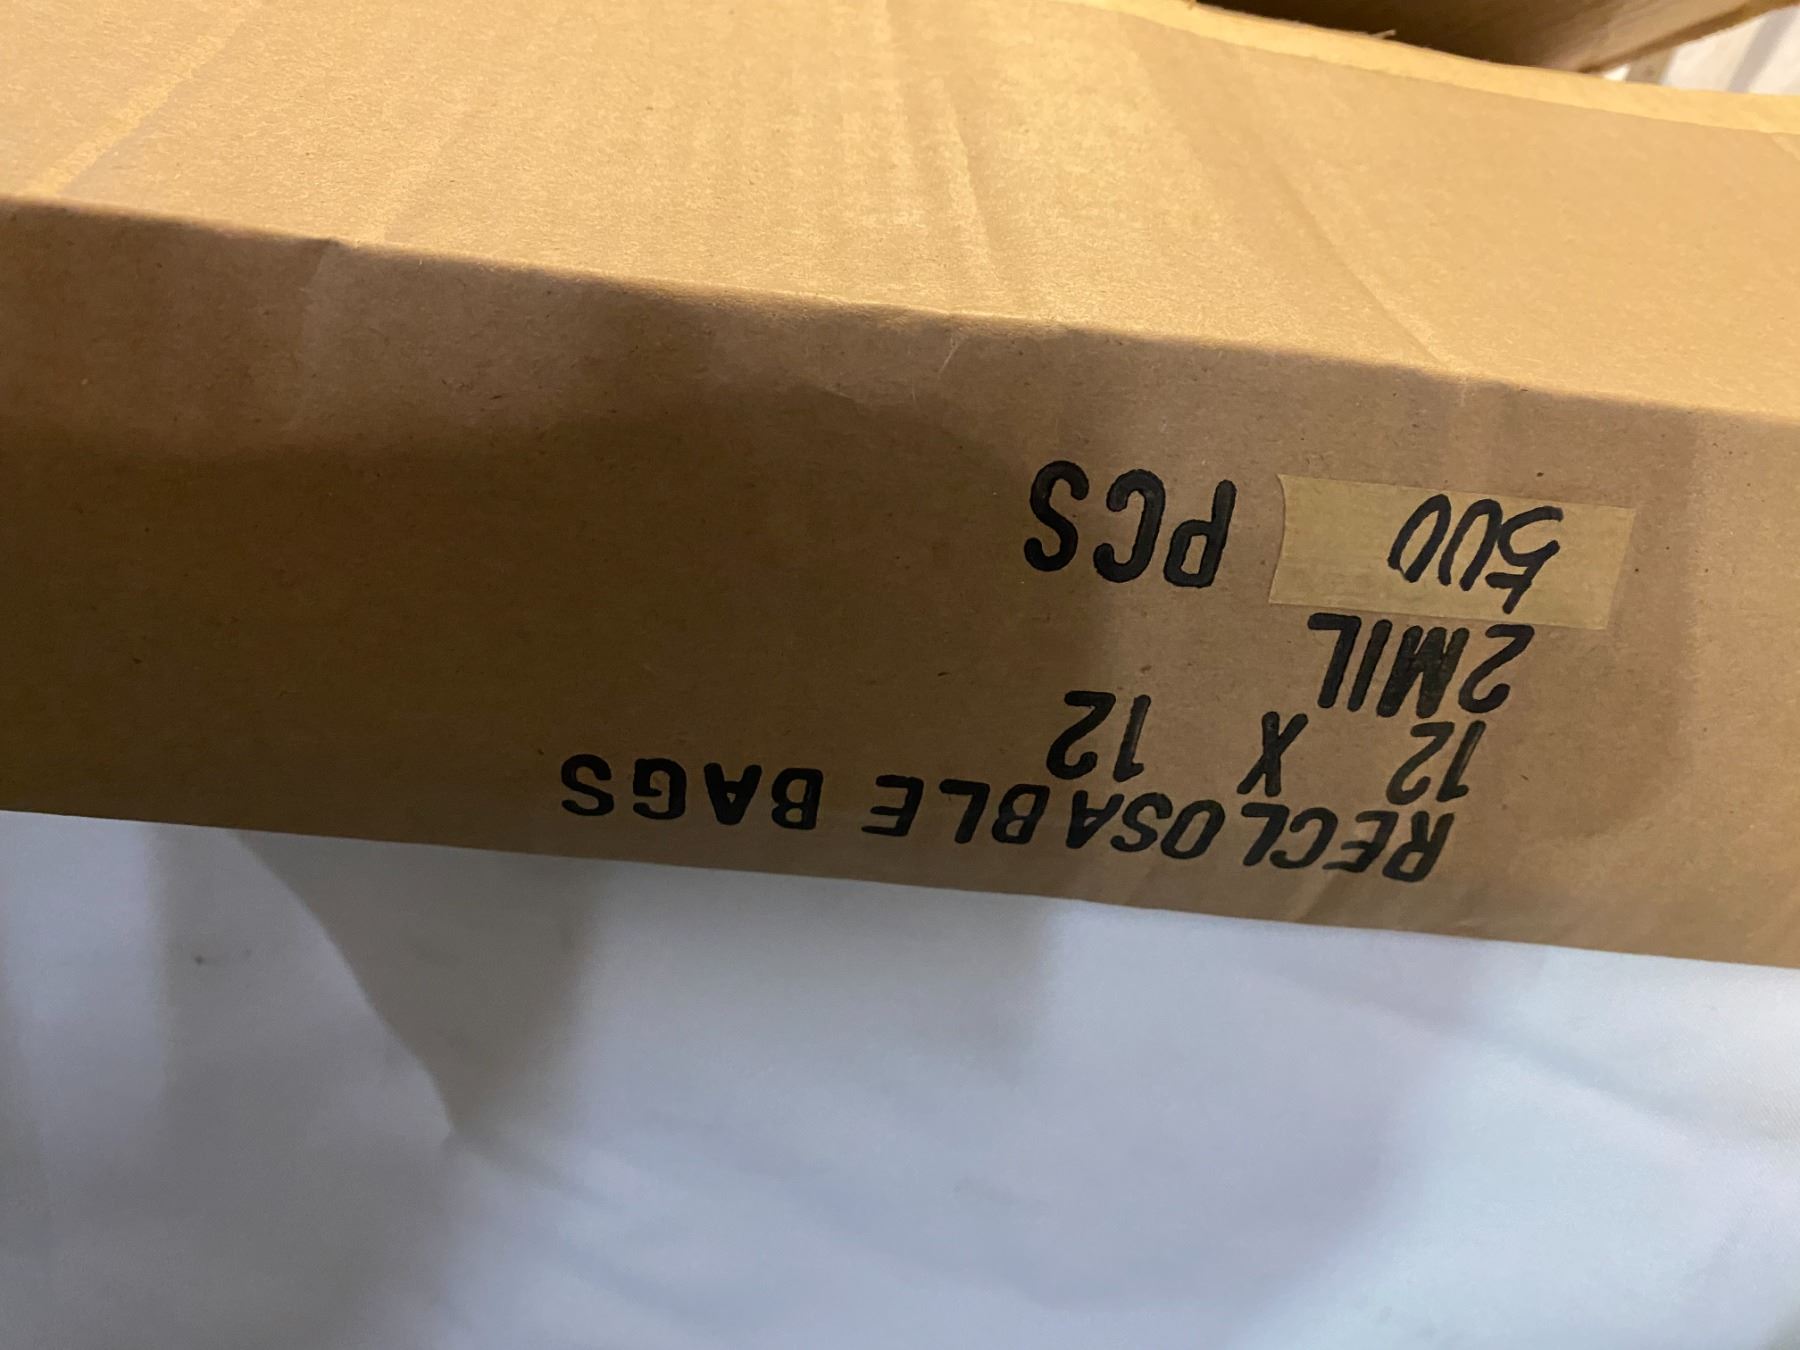 RECLOSABLE BAGS
12 X 12
2MIL
500 PCS